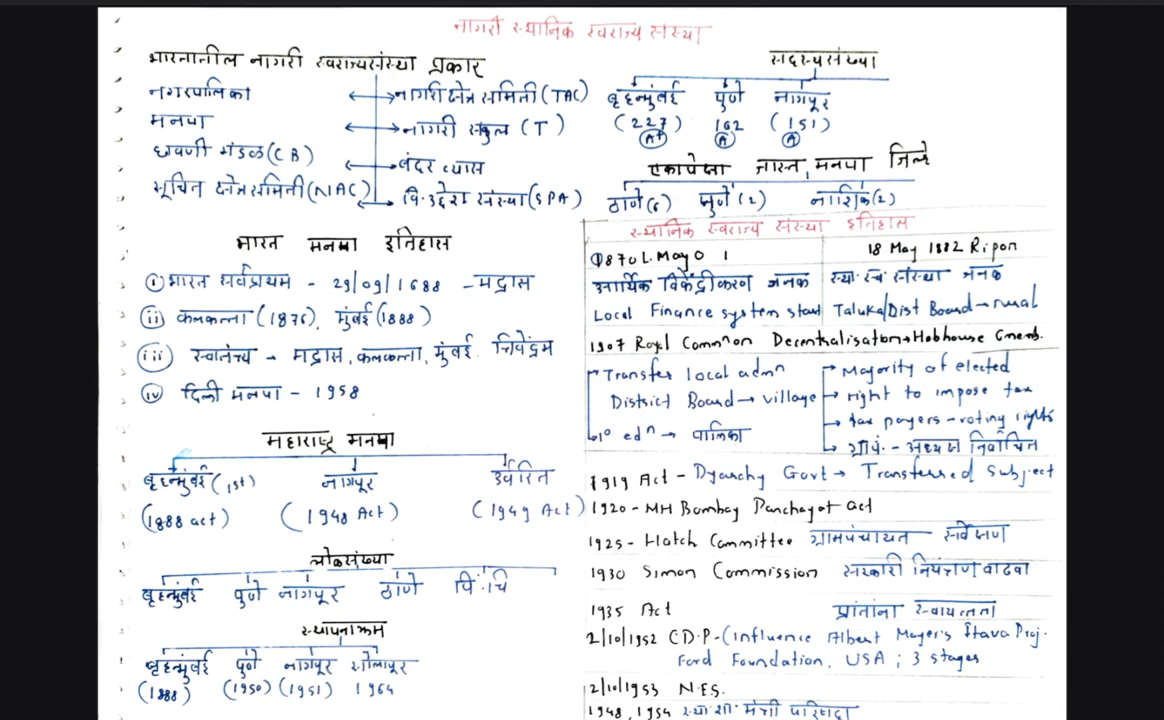 नागरी स्थानिक स्वराज्य संस्था
भारतातील नागरी स्वराज्यसंस्था प्रकार
नगरपालिका
मनपा
छावणी मंडळ (CB)
सूचित क्षेत्र समिती (NAC)
नागरी क्षेत्र समिती (TAC)
नागरी संकुल (T)
बंदर व्यास
वि. उद्देश संस्था (SPA)
सदस्यसंख्या
बृहन्मुंबई पुणे नागपूर
(227) 162 (151)
A+ A A
एकापेक्षा जास्त मनपा जिल्हे
ठाणे (6) पुणे (2) नाशिक (2)
भारत मनपा इतिहास
i) भारत सर्वप्रथम - 29/09/1688 - मद्रास
ii) कलकत्ता (1876), मुंबई (1888)
iii) स्वातंत्र्य - मद्रास, कलकत्ता, मुंबई, त्रिवेंद्रम
iv) दिल्ली मनपा - 1958
महाराष्ट्र मनपा
बृहन्मुंबई (1st) नागपूर उर्वरित
(1888 act) (1948 Act) (1949 Act)
लोकसंख्या
बृहन्मुंबई पुणे नागपूर ठाणे पिं. चिं
स्थापनाक्रम
बृहन्मुंबई पुणे नागपूर सोलापूर
(1888) (1950) (1951) 1964
स्थानिक स्वराज्य संस्था इतिहास
1870 L. Mayo
आर्थिक विकेंद्रीकरण जनक
Local Finance system start
18 May 1882 Ripon
स्था. स्व. संस्था जनक
Taluka/Dist Board → rural
1907 Royl Commn Decentralisation → Hobhouse 6memb.
Transfer local admn
District Board → village
1° edn → पालिका
Majority of elected
right to impose tax
tax payers - voting rights
ग्रापं. - अध्यक्ष निर्वाचित
1919 Act - Dyarchy Govt → Transferred Subject
1920 - MH Bombay Panchayat act
1925 - Hatch Committee ग्रामपंचायत सर्वेक्षण
1930 Simon Commission सरकारी नियंत्रण वाढवा
1935 Act प्रांतांना स्वायत्तता
2/10/1952 C.D.P - (influence Albert Mayer's Itava Proj.
Ford Foundation, USA ; 3 stages
2/10/1953 N.E.S.
1948, 1954 स्था. शा. मंत्री परिषदा